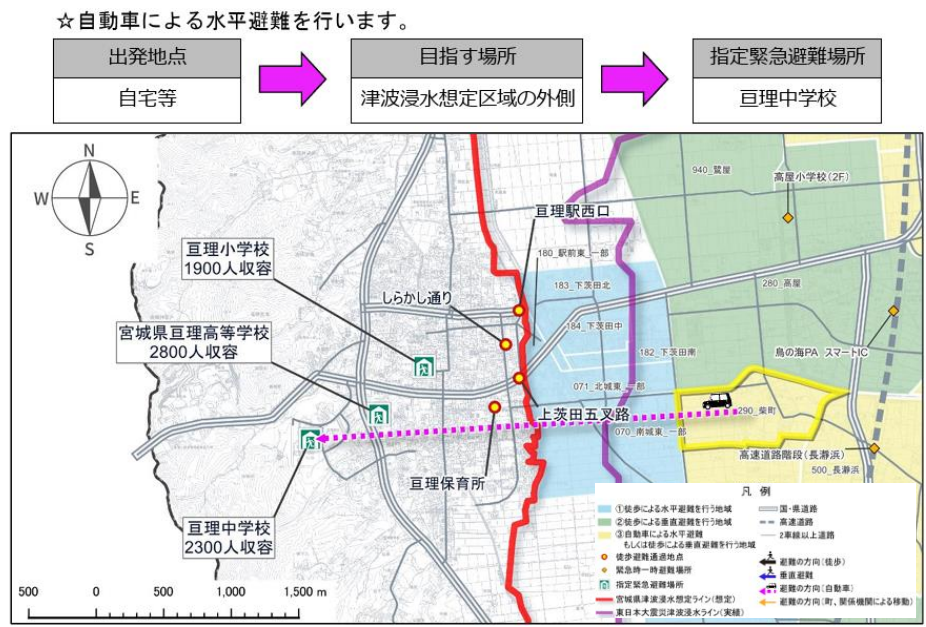 ☆自動車による水平避難を行います。
出発地点
自宅等
目指す場所
津波浸水想定区域の外側
指定緊急避難場所
亘理中学校
N
W
E
S
940_鷺屋
高屋小学校(2F)
亘理駅西口
180_駅前東_一部
亘理小学校
1900人収容
しらかし通り
183_下茨田北
280_高屋
宮城県亘理高等学校
2800人収容
184_下茨田中
182_下茨田南
鳥の海PA スマートIC
071_北城東_一部
上茨田五叉路
290_柴町
070_南城東_一部
高速道路階段(長瀞浜)
500_長瀞浜
亘理保育所
亘理中学校
2300人収容
500
0
500
1,000
1,500 m
凡 例
①徒歩による水平避難を行う地域
②徒歩による垂直避難を行う地域
③自動車による水平避難
もしくは徒歩による垂直避難を行う地域
徒歩避難通過地点
緊急時一時避難場所
指定緊急避難場所
宮城県津波浸水想定ライン(想定)
東日本大震災津波浸水ライン(実績)
国・県道路
高速道路
2車線以上道路
避難の方向(徒歩)
垂直避難
避難の方向(自動車)
避難の方向(町、関係機関による移動)